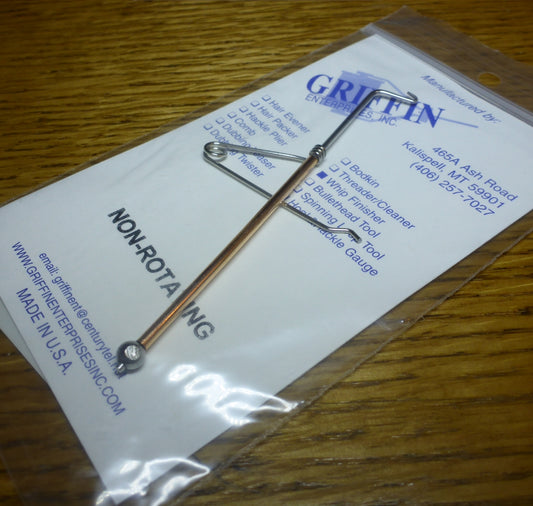 Manufactured by:
GRIFFIN
ENTERPRISES, INC
465A Ash Road
Kalispell, MT 59901
(406) 257-7027
Hair Evener
Hair Packer
Hackle Plier
Comb
Dubbing
Twister
Bodkin
Threader/Cleaner
Whip Finisher
Bullethead Tool
Spinning Tool
Tool
Hackle Gauge
NON-ROTATING
email: griffinent@centurytel.
WWW.GRIFFINENTERPRISESINC.COM
MADE IN U.S.A.